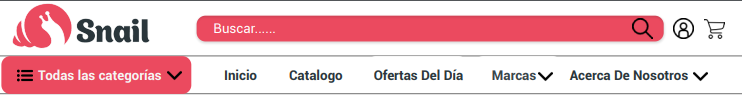 Snail
Buscar......
Todas las categorías Inicio Catalogo Ofertas Del Día Marcas Acerca De Nosotros